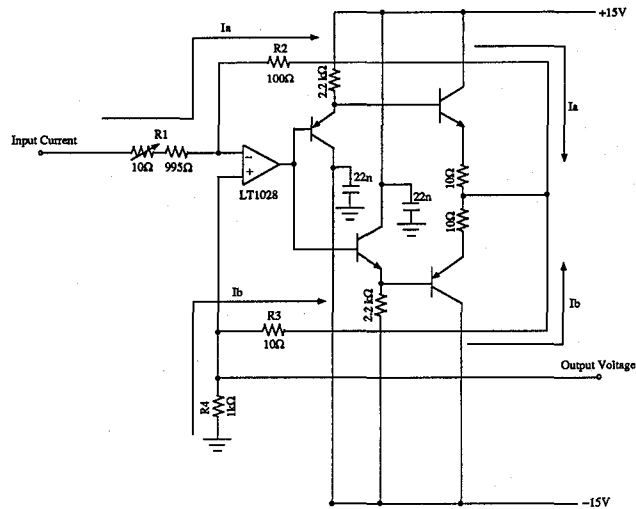 +15V
Ia
R2
100Ω
2.2 kΩ
Ia
Input Current
R1
10Ω
995Ω
−
+
LT1028
22n
10Ω
22n
10Ω
Ib
2.2 kΩ
Ib
R3
10Ω
Output Voltage
R4
1kΩ
−15V